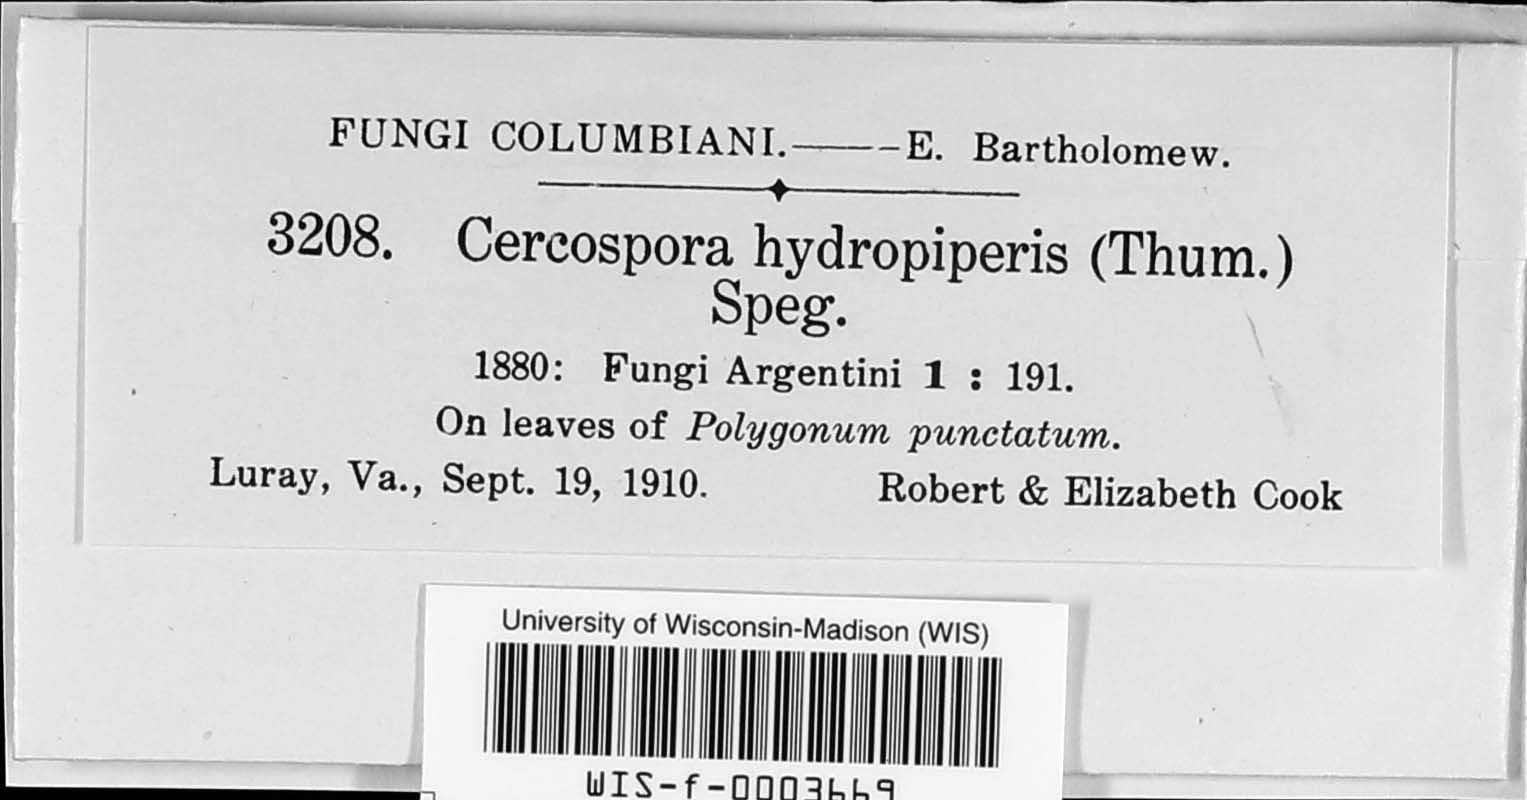 FUNGI COLUMBIANI.——–E. Bartholomew.
3208. Cercospora hydropiperis (Thum.)
Speg.
1880: Fungi Argentini 1 : 191.
On leaves of Polygonum punctatum.
Luray, Va., Sept. 19, 1910. Robert & Elizabeth Cook
University of Wisconsin-Madison (WIS)
WIS-f-0003669